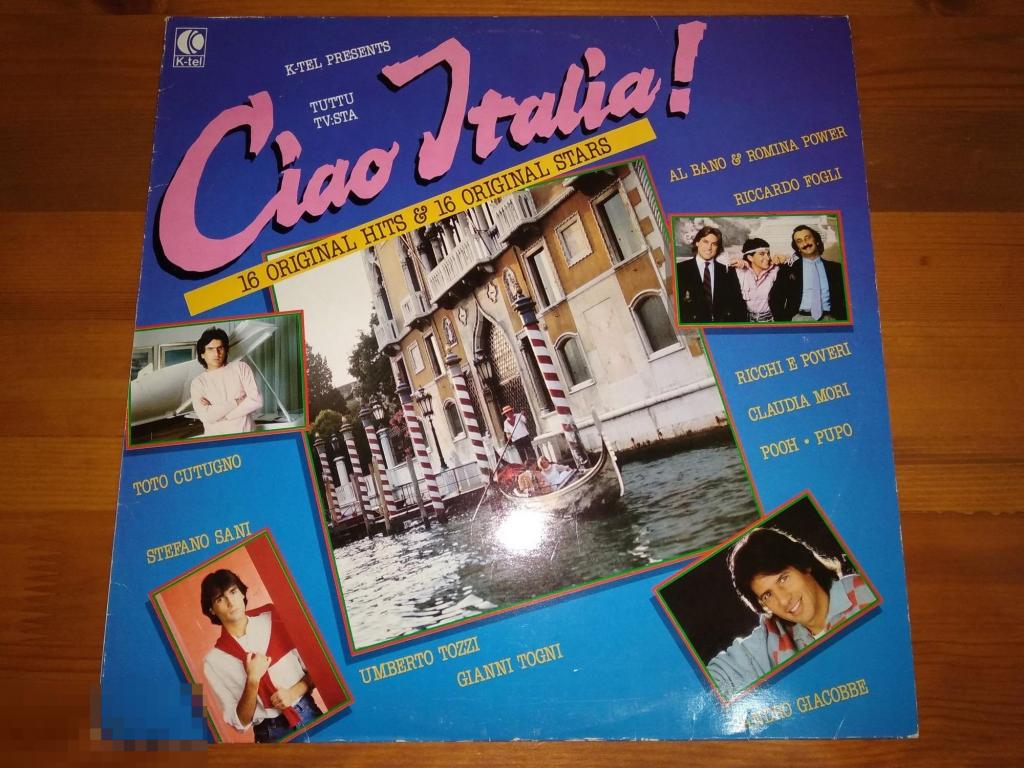 K-tel
K-TEL PRESENTS
TUTTU
TV:STA
Ciao Italia!
16 ORIGINAL HITS & 16 ORIGINAL STARS
AL BANO & ROMINA POWER
RICCARDO FOGLI
RICCHI E POVERI
CLAUDIA MORI
POOH • PUPO
TOTO CUTUGNO
STEFANO SANI
UMBERTO TOZZI
GIANNI TOGNI
GIACOBBE